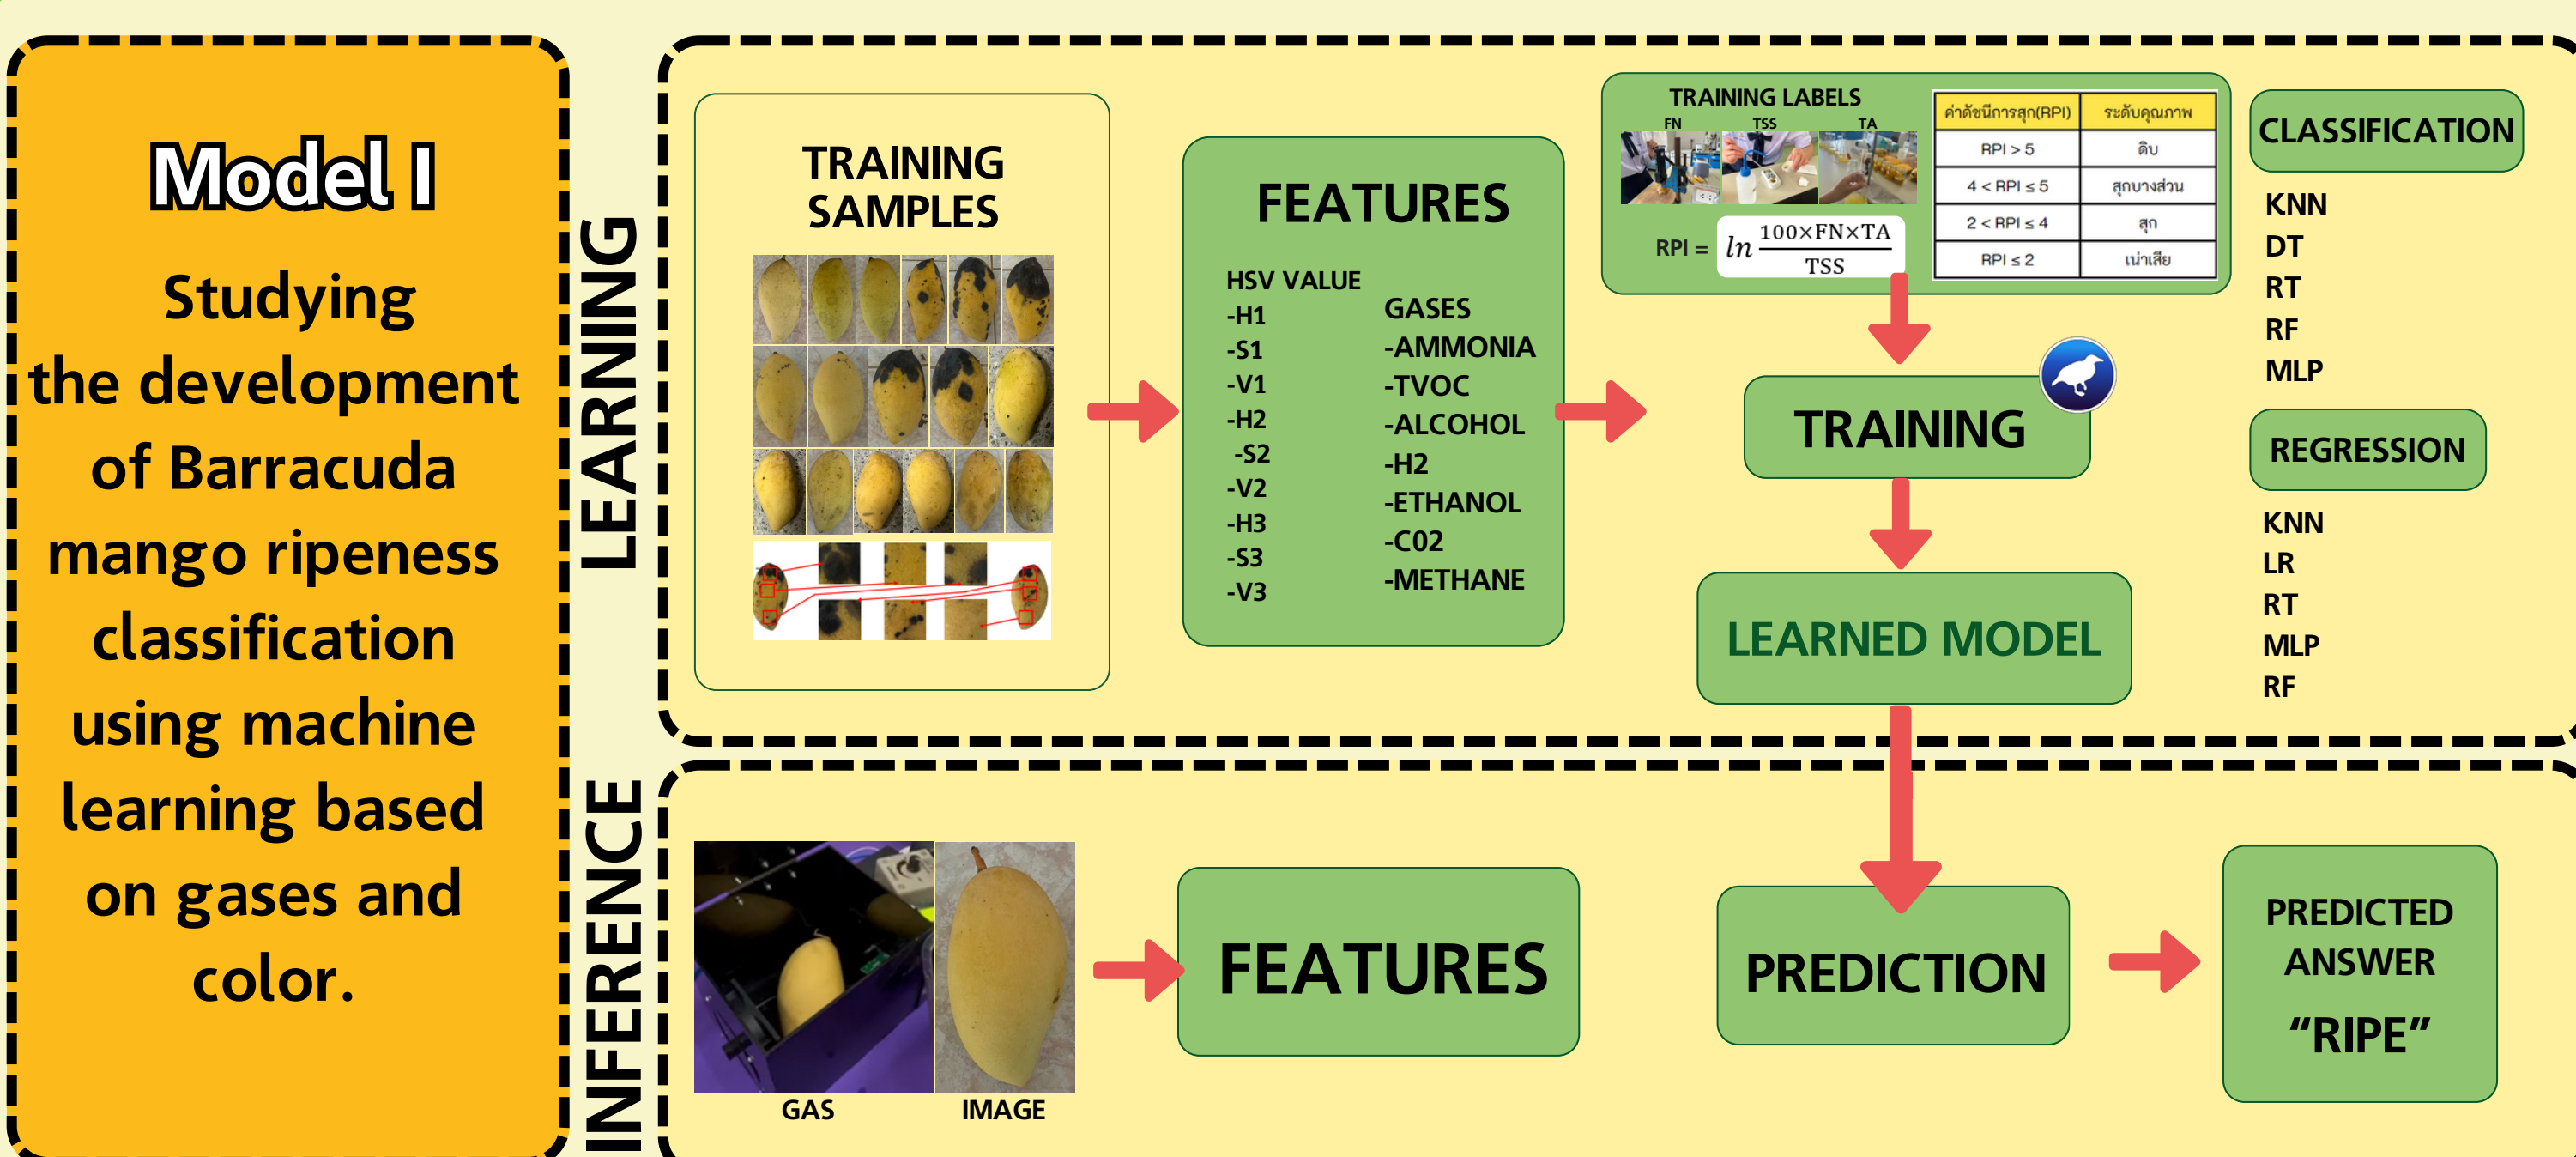 Model I
Studying
the development
of Barracuda
mango ripeness
classification
using machine
learning based
on gases and
color.
LEARNING
TRAINING
SAMPLES
FEATURES
HSV VALUE
-H1
-S1
-V1
-H2
-S2
-V2
-H3
-S3
-V3
GASES
-AMMONIA
-TVOC
-ALCOHOL
-H2
-ETHANOL
-C02
-METHANE
TRAINING LABELS
FN TSS TA
RPI = ln 100×FN×TA
TSS
ค่าดัชนีการสุก(RPI) ระดับคุณภาพ
RPI > 5 ดิบ
4 < RPI ≤ 5 สุกบางส่วน
2 < RPI ≤ 4 สุก
RPI ≤ 2 เน่าเสีย
TRAINING
LEARNED MODEL
CLASSIFICATION
KNN
DT
RT
RF
MLP
REGRESSION
KNN
LR
RT
MLP
RF
INFERENCE
GAS IMAGE
FEATURES
PREDICTION
PREDICTED
ANSWER
“RIPE”